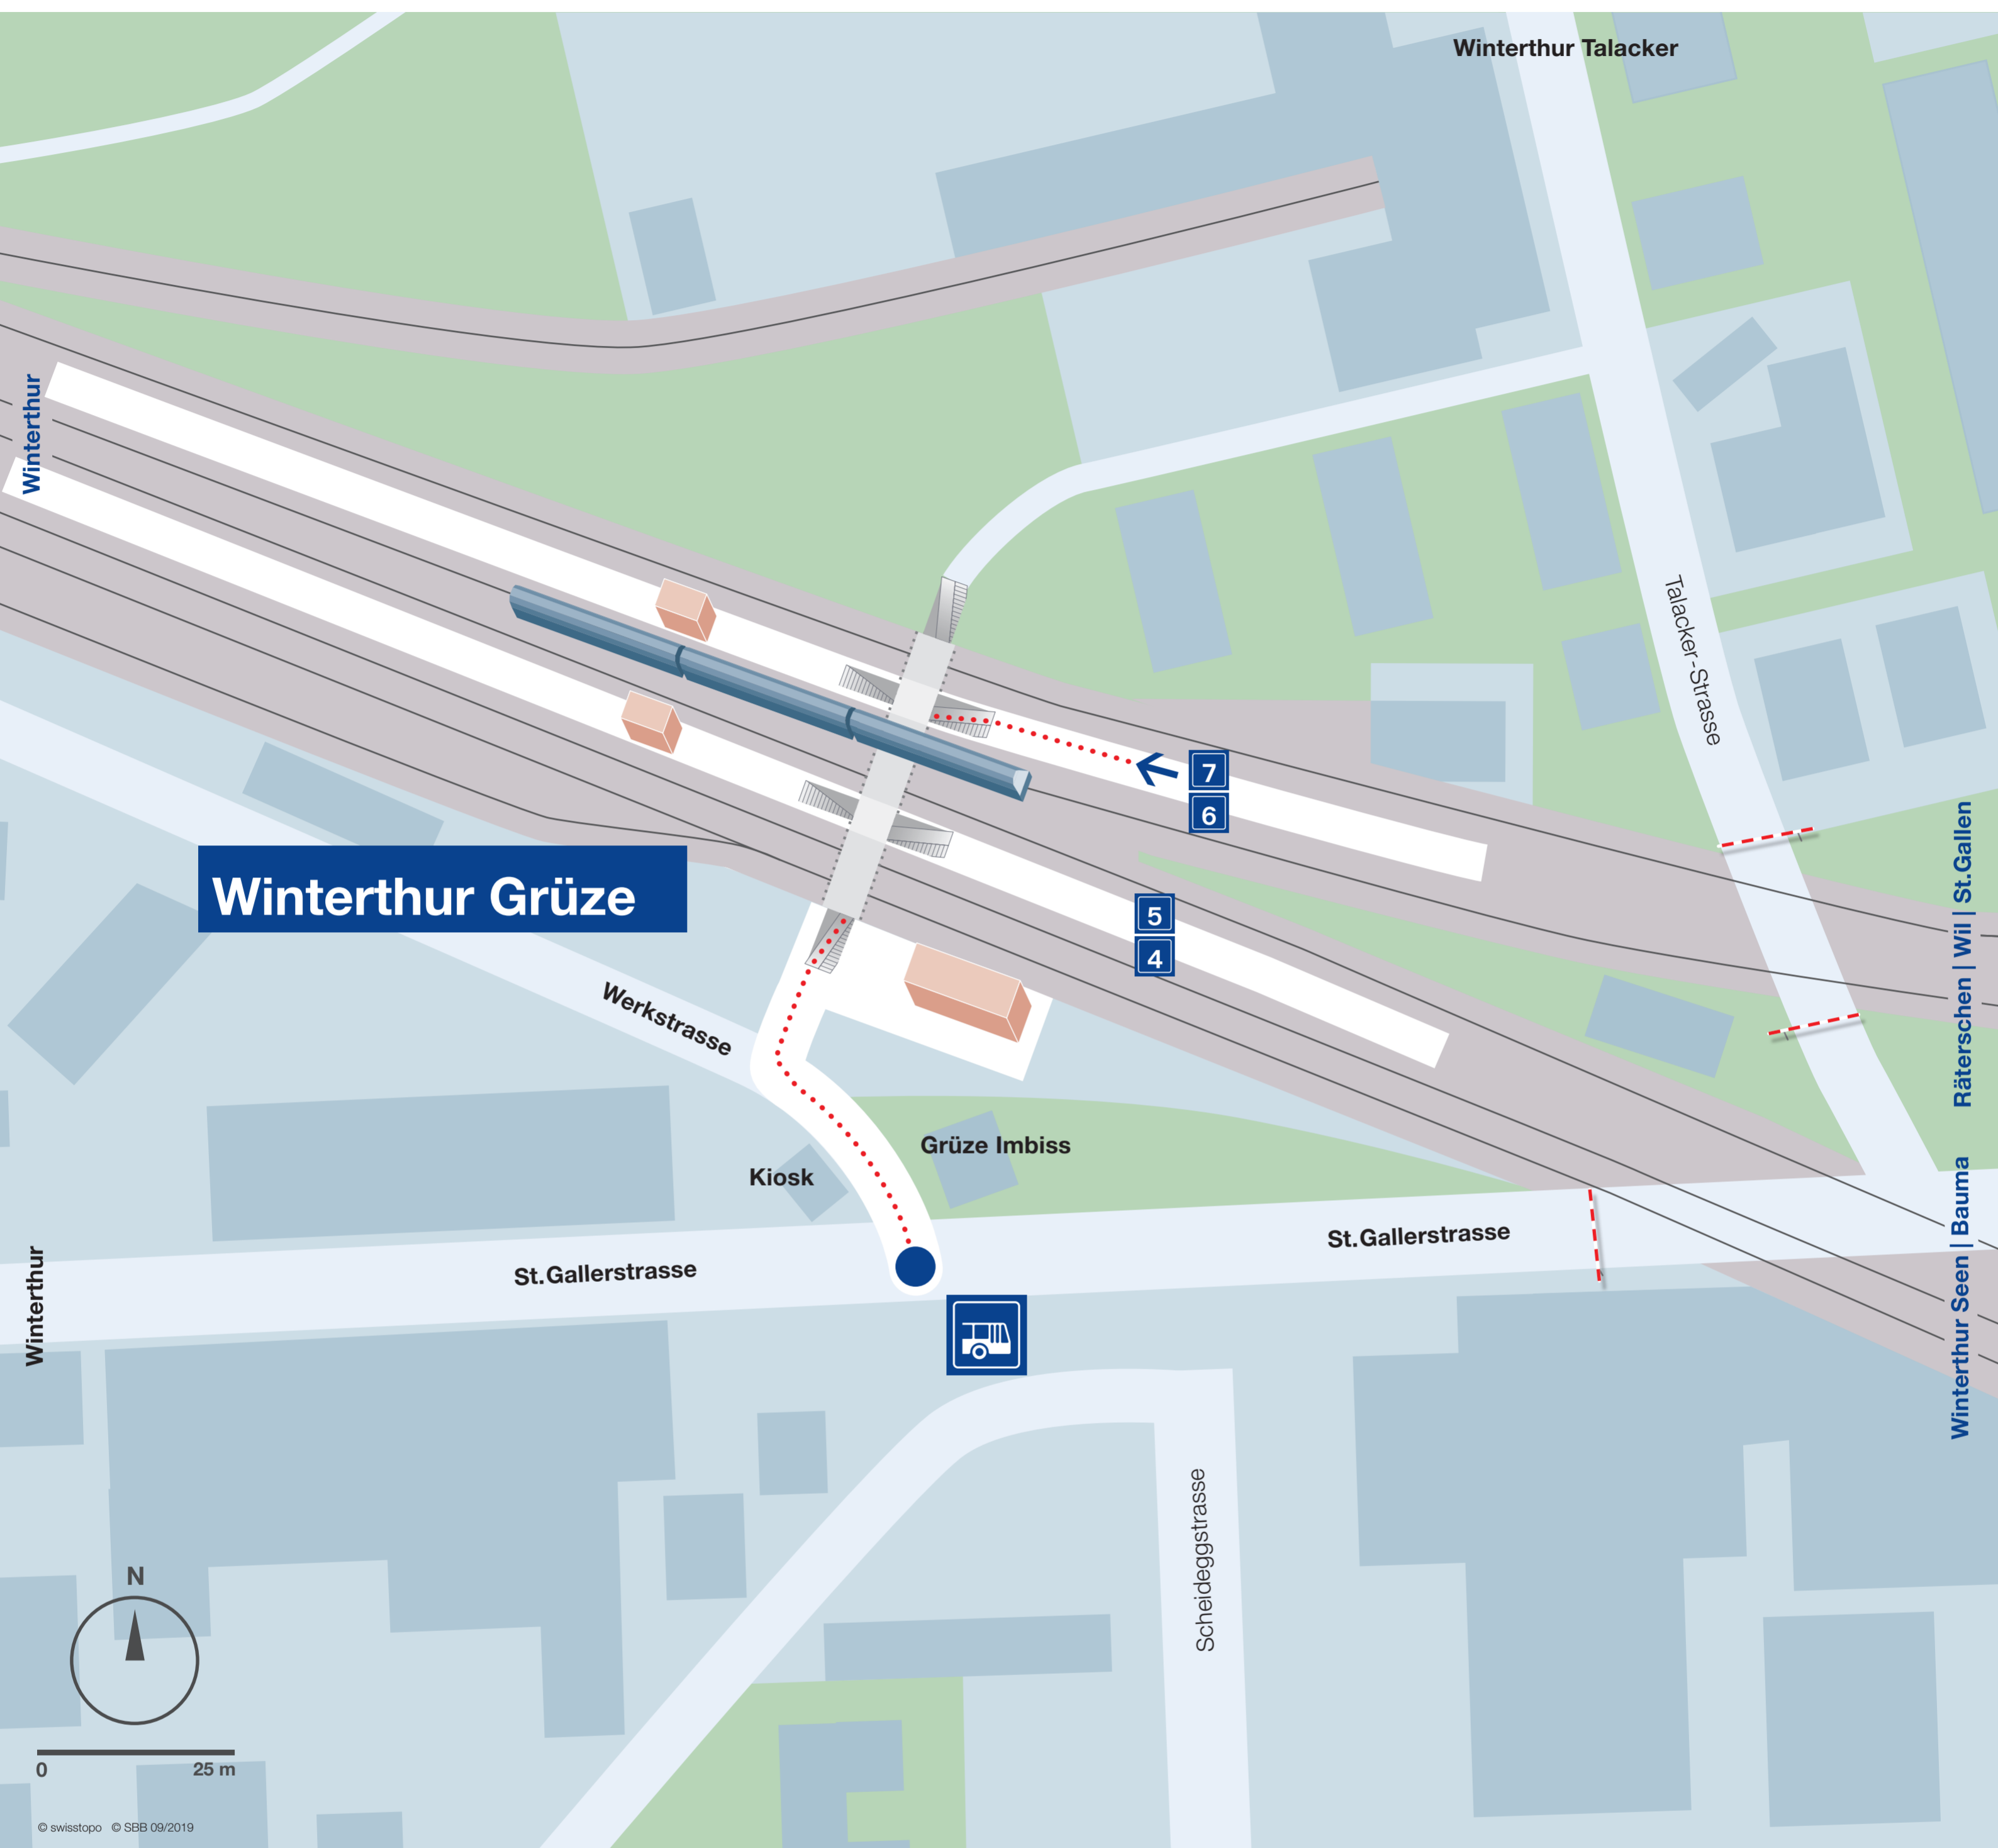 Winterthur Talacker
Winterthur
Talacker-Strasse
7
6
5
4
Räterschen | Wil | St.Gallen
Winterthur Grüze
Werkstrasse
Grüze Imbiss
Kiosk
St.Gallerstrasse
St.Gallerstrasse
Winterthur
Winterthur Seen | Bauma
Scheideggstrasse
N
0 25 m
© swisstopo © SBB 09/2019